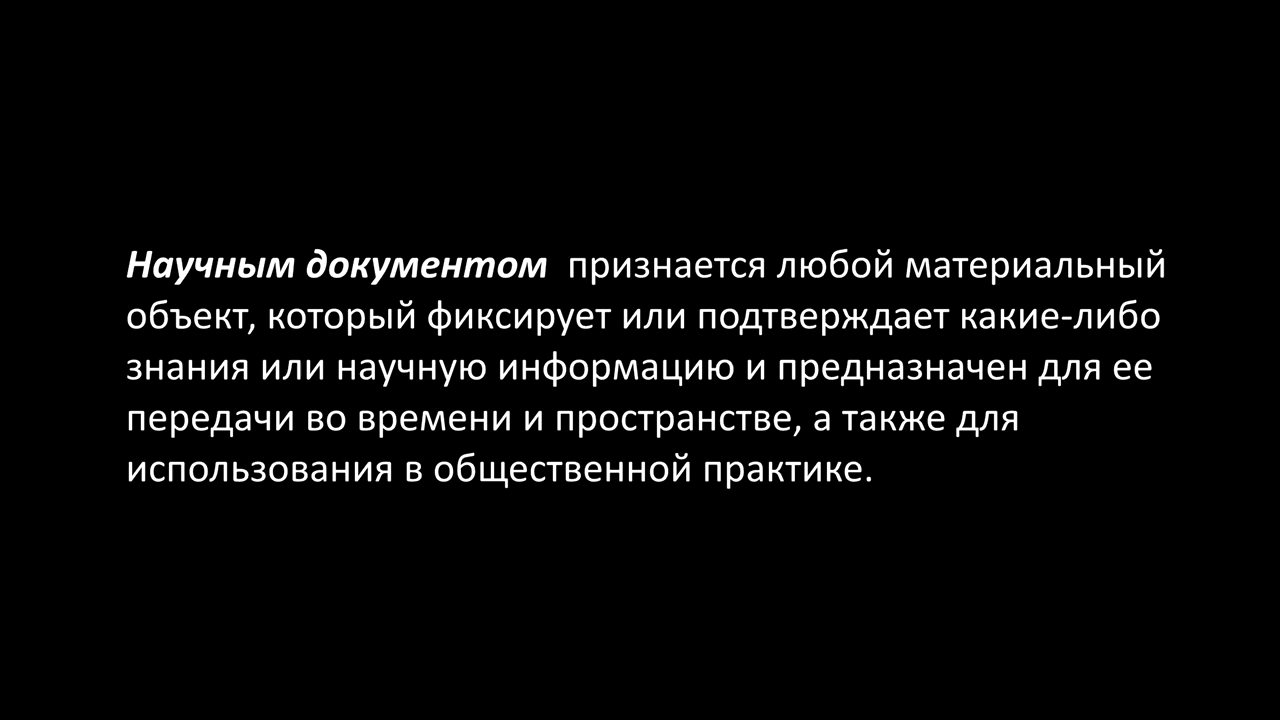 Научным документом признается любой материальный
объект, который фиксирует или подтверждает какие-либо
знания или научную информацию и предназначен для ее
передачи во времени и пространстве, а также для
использования в общественной практике.